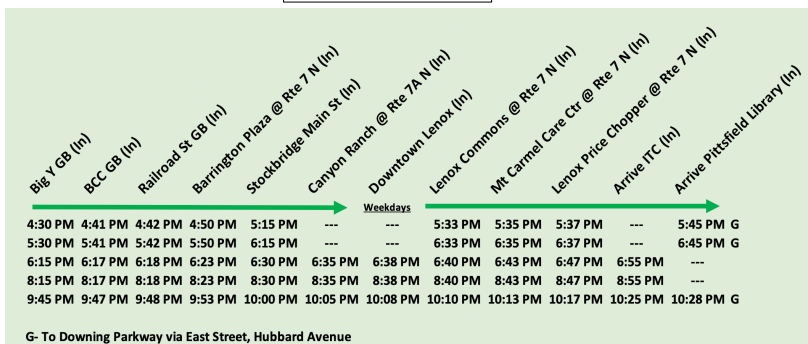 Big Y GB (In)
BCC GB (In)
Railroad St GB (In)
Barrington Plaza @ Rte 7 N (In)
Stockbridge Main St (In)
Canyon Ranch @ Rte 7A N (In)
Downtown Lenox (In)
Lenox Commons @ Rte 7 N (In)
Mt Carmel Care Ctr @ Rte 7 N (In)
Lenox Price Chopper @ Rte 7 N (In)
Arrive ITC (In)
Arrive Pittsfield Library (In)
Weekdays
4:30 PM 4:41 PM 4:42 PM 4:50 PM 5:15 PM --- --- 5:33 PM 5:35 PM 5:37 PM --- 5:45 PM G
5:30 PM 5:41 PM 5:42 PM 5:50 PM 6:15 PM --- --- 6:33 PM 6:35 PM 6:37 PM --- 6:45 PM G
6:15 PM 6:17 PM 6:18 PM 6:23 PM 6:30 PM 6:35 PM 6:38 PM 6:40 PM 6:43 PM 6:47 PM 6:55 PM ---
8:15 PM 8:17 PM 8:18 PM 8:23 PM 8:30 PM 8:35 PM 8:38 PM 8:40 PM 8:43 PM 8:47 PM 8:55 PM ---
9:45 PM 9:47 PM 9:48 PM 9:53 PM 10:00 PM 10:05 PM 10:08 PM 10:10 PM 10:13 PM 10:17 PM 10:25 PM 10:28 PM G
G- To Downing Parkway via East Street, Hubbard Avenue